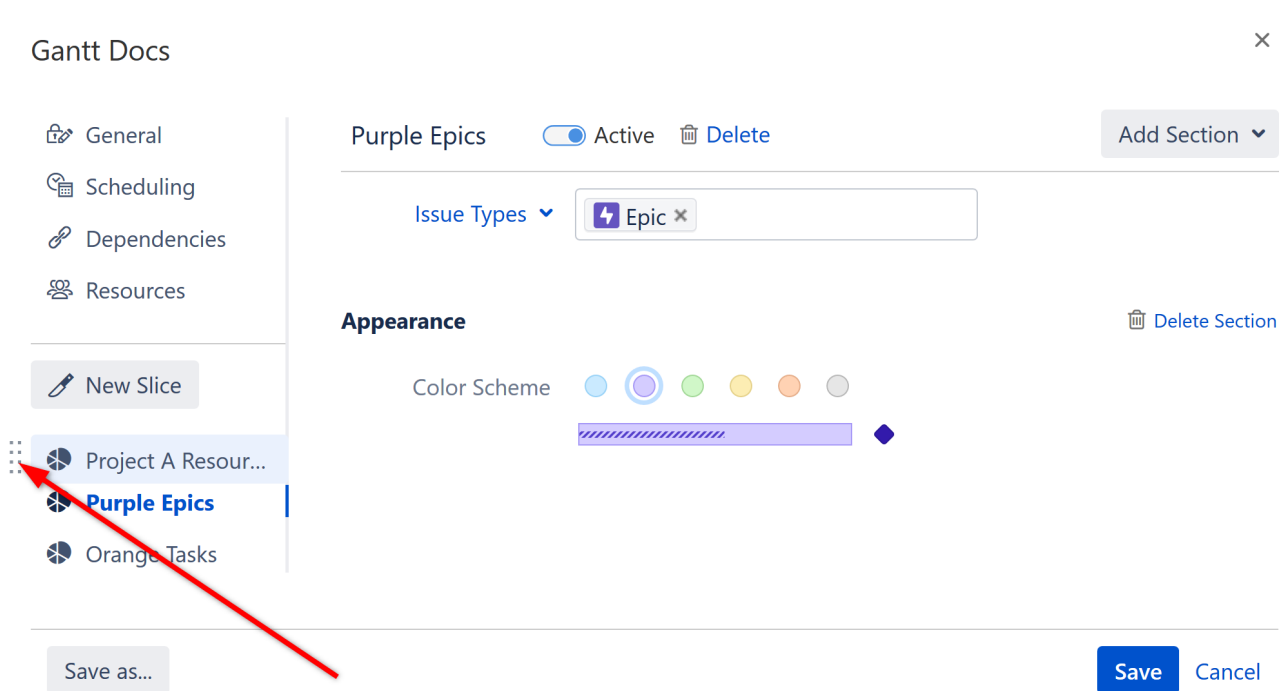 Gantt Docs
General
Scheduling
Dependencies
Resources
New Slice
Project A Resour...
Purple Epics
Orange Tasks
Purple Epics Active Delete Add Section
Issue Types Epic
Appearance Delete Section
Color Scheme
Save as... Save Cancel